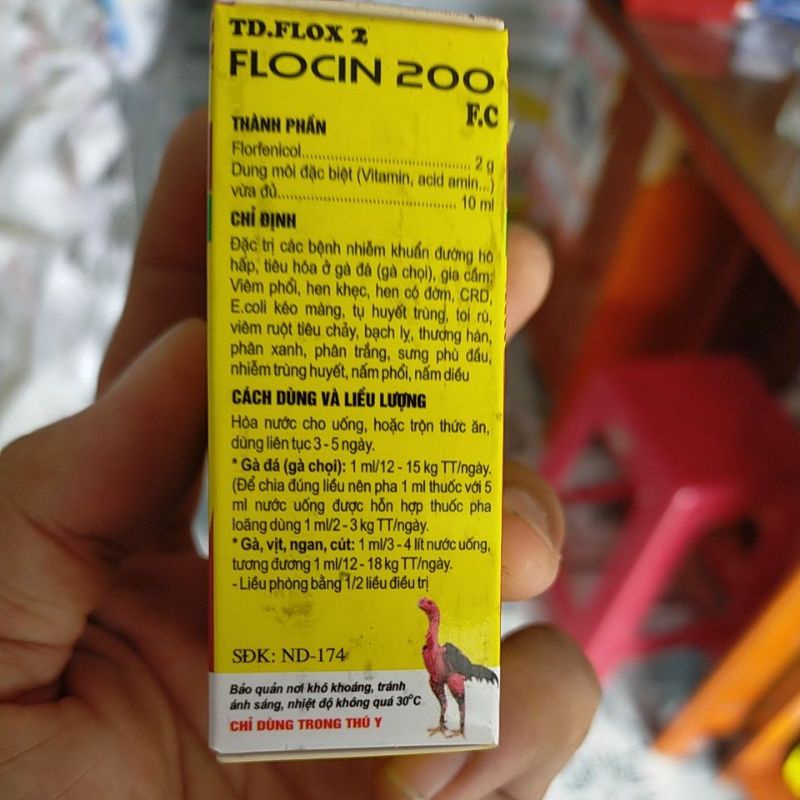 TD.FLOX 2
FLOCIN 200
F.C
THÀNH PHẦN
Florfenicol........................................ 2 g
Dung môi đặc biệt (Vitamin, acid amin...)
vừa đủ........................................ 10 ml
CHỈ ĐỊNH
Đặc trị các bệnh nhiễm khuẩn đường hô
hấp, tiêu hóa ở gà đá (gà chọi), gia cầm:
Viêm phổi, hen khẹc, hen có đờm, CRD,
E.coli kéo màng, tụ huyết trùng, toi rù,
viêm ruột tiêu chảy, bạch lỵ, thương hàn,
phân xanh, phân trắng, sưng phù đầu,
nhiễm trùng huyết, nấm phổi, nấm diều
CÁCH DÙNG VÀ LIỀU LƯỢNG
Hòa nước cho uống, hoặc trộn thức ăn,
dùng liên tục 3 - 5 ngày.
* Gà đá (gà chọi): 1 ml/12 - 15 kg TT/ngày.
(Để chia đúng liều nên pha 1 ml thuốc với 5
ml nước uống được hỗn hợp thuốc pha
loãng dùng 1 ml/2 - 3 kg TT/ngày.
* Gà, vịt, ngan, cút: 1 ml/3 - 4 lít nước uống,
tương đương 1 ml/12 - 18 kg TT/ngày.
- Liều phòng bằng 1/2 liều điều trị
SĐK: ND-174
Bảo quản nơi khô khoáng, tránh
ánh sáng, nhiệt độ không quá 30°C
CHỈ DÙNG TRONG THÚ Y